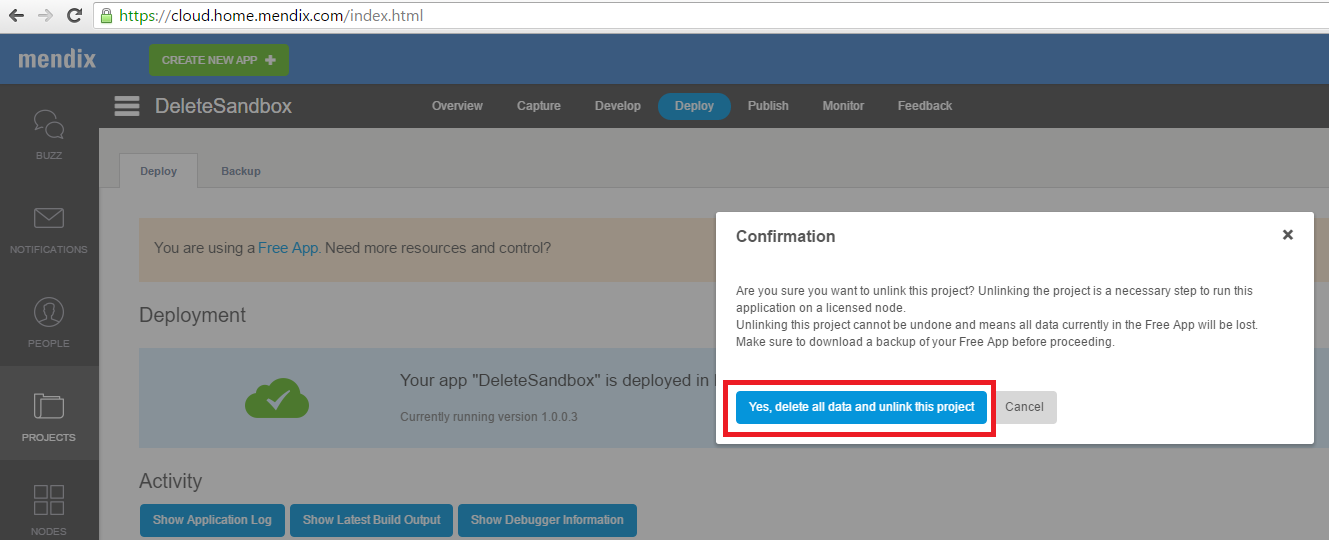 https://cloud.home.mendix.com/index.html
mendix
CREATE NEW APP
DeleteSandbox
Overview
Capture
Develop
Deploy
Publish
Monitor
Feedback
BUZZ
NOTIFICATIONS
PEOPLE
PROJECTS
NODES
Deploy
Backup
You are using a Free App. Need more resources and control?
Deployment
Your app "DeleteSandbox" is deployed in
Currently running version 1.0.0.3
Activity
Show Application Log
Show Latest Build Output
Show Debugger Information
Confirmation
Are you sure you want to unlink this project? Unlinking the project is a necessary step to run this
application on a licensed node.
Unlinking this project cannot be undone and means all data currently in the Free App will be lost.
Make sure to download a backup of your Free App before proceeding.
Yes, delete all data and unlink this project
Cancel